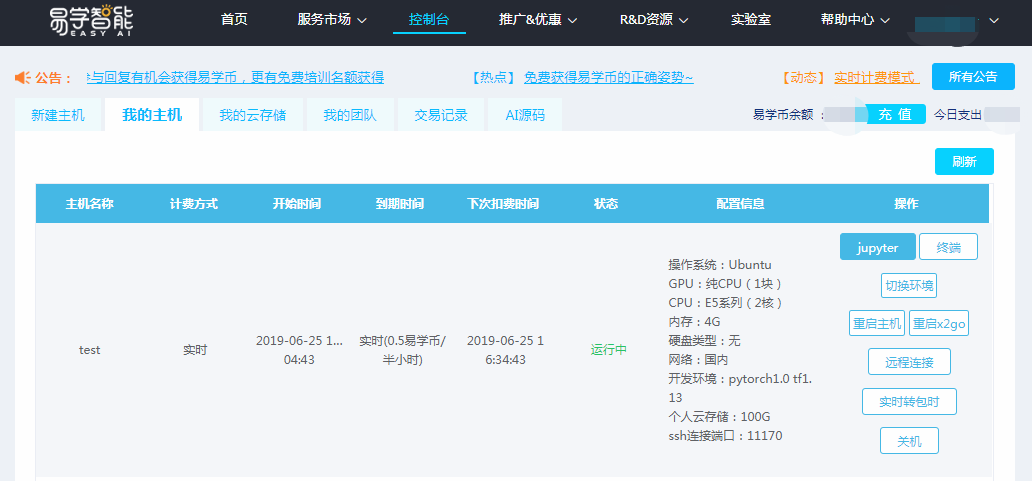 易学智能
EASY AI
首页 服务市场 控制台 推广&优惠 R&D资源 实验室 帮助中心
公告： 参与回复有机会获得易学币，更有免费培训名额获得 【热点】 免费获得易学币的正确姿势~ 【动态】 实时计费模式 所有公告
新建主机 我的主机 我的云存储 我的团队 交易记录 AI源码 易学币余额： 充 值 今日支出
刷新
主机名称 计费方式 开始时间 到期时间 下次扣费时间 状态 配置信息 操作
test
实时
2019-06-25 1...
04:43
实时(0.5易学币/
半小时)
2019-06-25 1
6:34:43
运行中
操作系统：Ubuntu
GPU：纯CPU（1块）
CPU：E5系列（2核）
内存：4G
硬盘类型：无
网络：国内
开发环境：pytorch1.0 tf1.
13
个人云存储：100G
ssh连接端口：11170
jupyter 终端
切换环境
重启主机 重启x2go
远程连接
实时转包时
关机